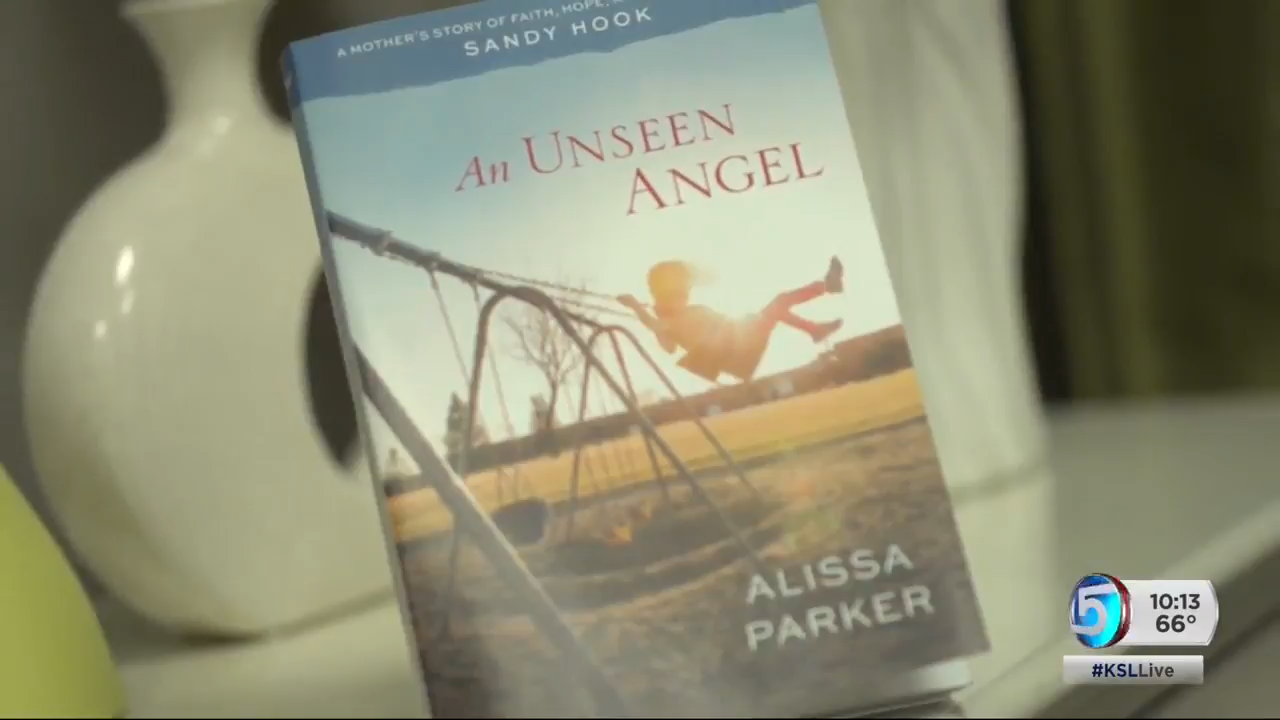 A MOTHER'S STORY OF FAITH, HOPE,
SANDY HOOK
An UNSEEN
ANGEL
ALISSA
PARKER
5
10:13
66°
#KSLLive